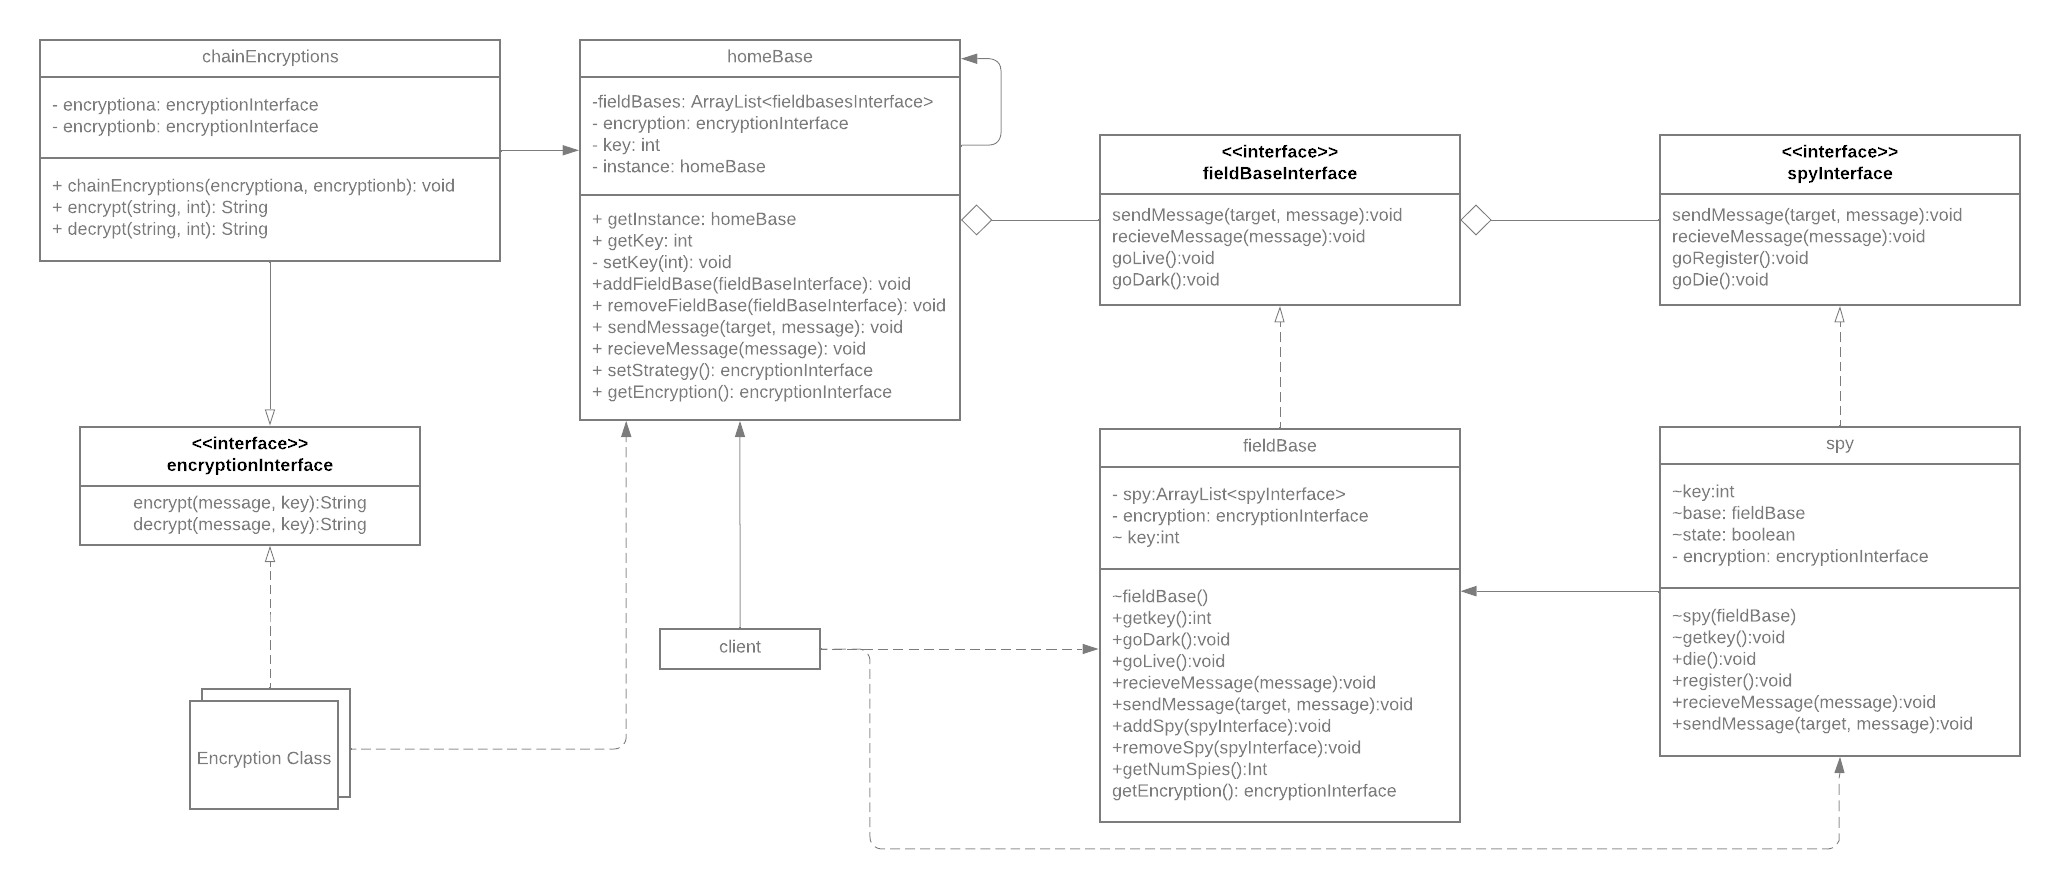 chainEncryptions
- encryptiona: encryptionInterface
- encryptionb: encryptionInterface
+ chainEncryptions(encryptiona, encryptionb): void
+ encrypt(string, int): String
+ decrypt(string, int): String
homeBase
-fieldBases: ArrayList<fieldbasesInterface>
- encryption: encryptionInterface
- key: int
- instance: homeBase
+ getInstance: homeBase
+ getKey: int
- setKey(int): void
+addFieldBase(fieldBaseInterface): void
+ removeFieldBase(fieldBaseInterface): void
+ sendMessage(target, message): void
+ recieveMessage(message): void
+ setStrategy(): encryptionInterface
+ getEncryption(): encryptionInterface
<<interface>>
fieldBaseInterface
sendMessage(target, message):void
recieveMessage(message):void
goLive():void
goDark():void
<<interface>>
spyInterface
sendMessage(target, message):void
recieveMessage(message):void
goRegister():void
goDie():void
<<interface>>
encryptionInterface
encrypt(message, key):String
decrypt(message, key):String
Encryption Class
client
fieldBase
- spy:ArrayList<spyInterface>
- encryption: encryptionInterface
~ key:int
~fieldBase()
+getkey():int
+goDark():void
+goLive():void
+recieveMessage(message):void
+sendMessage(target, message):void
+addSpy(spyInterface):void
+removeSpy(spyInterface):void
+getNumSpies():Int
getEncryption(): encryptionInterface
spy
~key:int
~base: fieldBase
~state: boolean
- encryption: encryptionInterface
~spy(fieldBase)
~getkey():void
+die():void
+register():void
+recieveMessage(message):void
+sendMessage(target, message):void